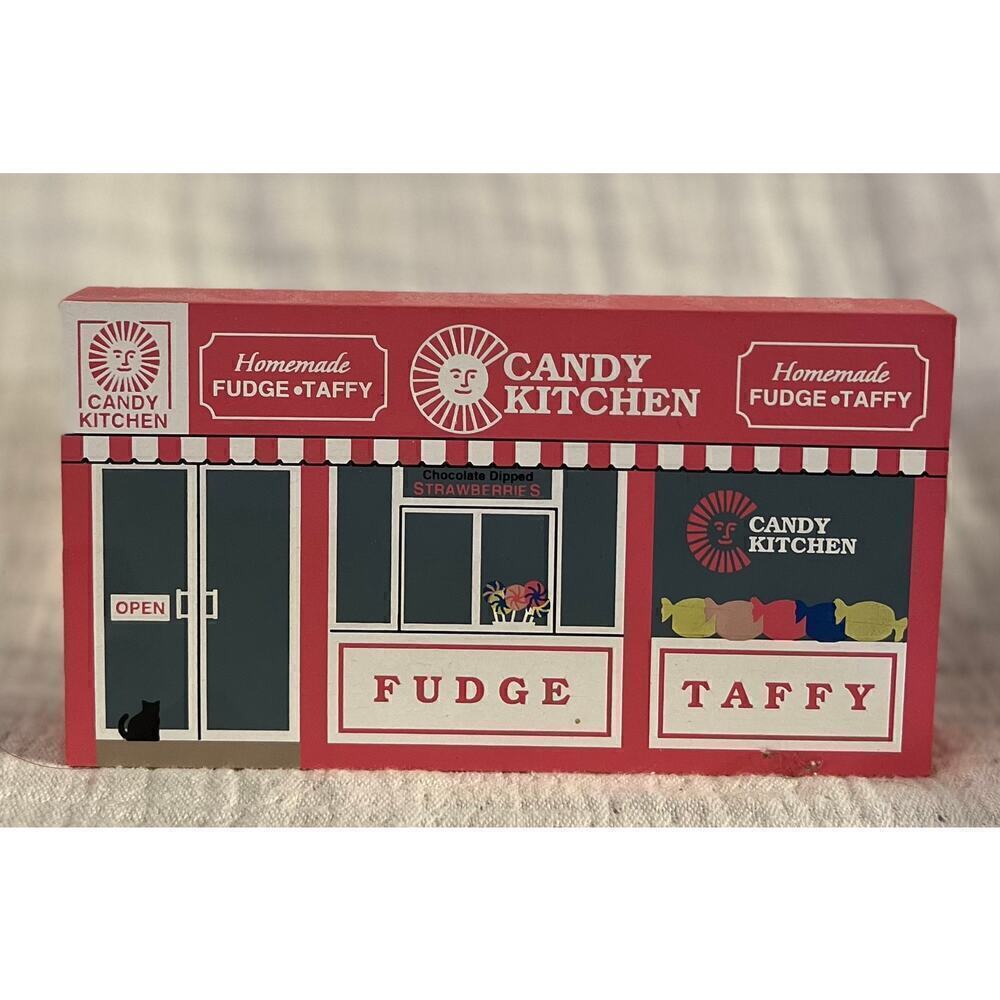 CANDY
KITCHEN
Homemade
FUDGE•TAFFY
CANDY
KITCHEN
Homemade
FUDGE•TAFFY
OPEN
Chocolate Dipped
STRAWBERRIES
FUDGE
CANDY
KITCHEN
TAFFY